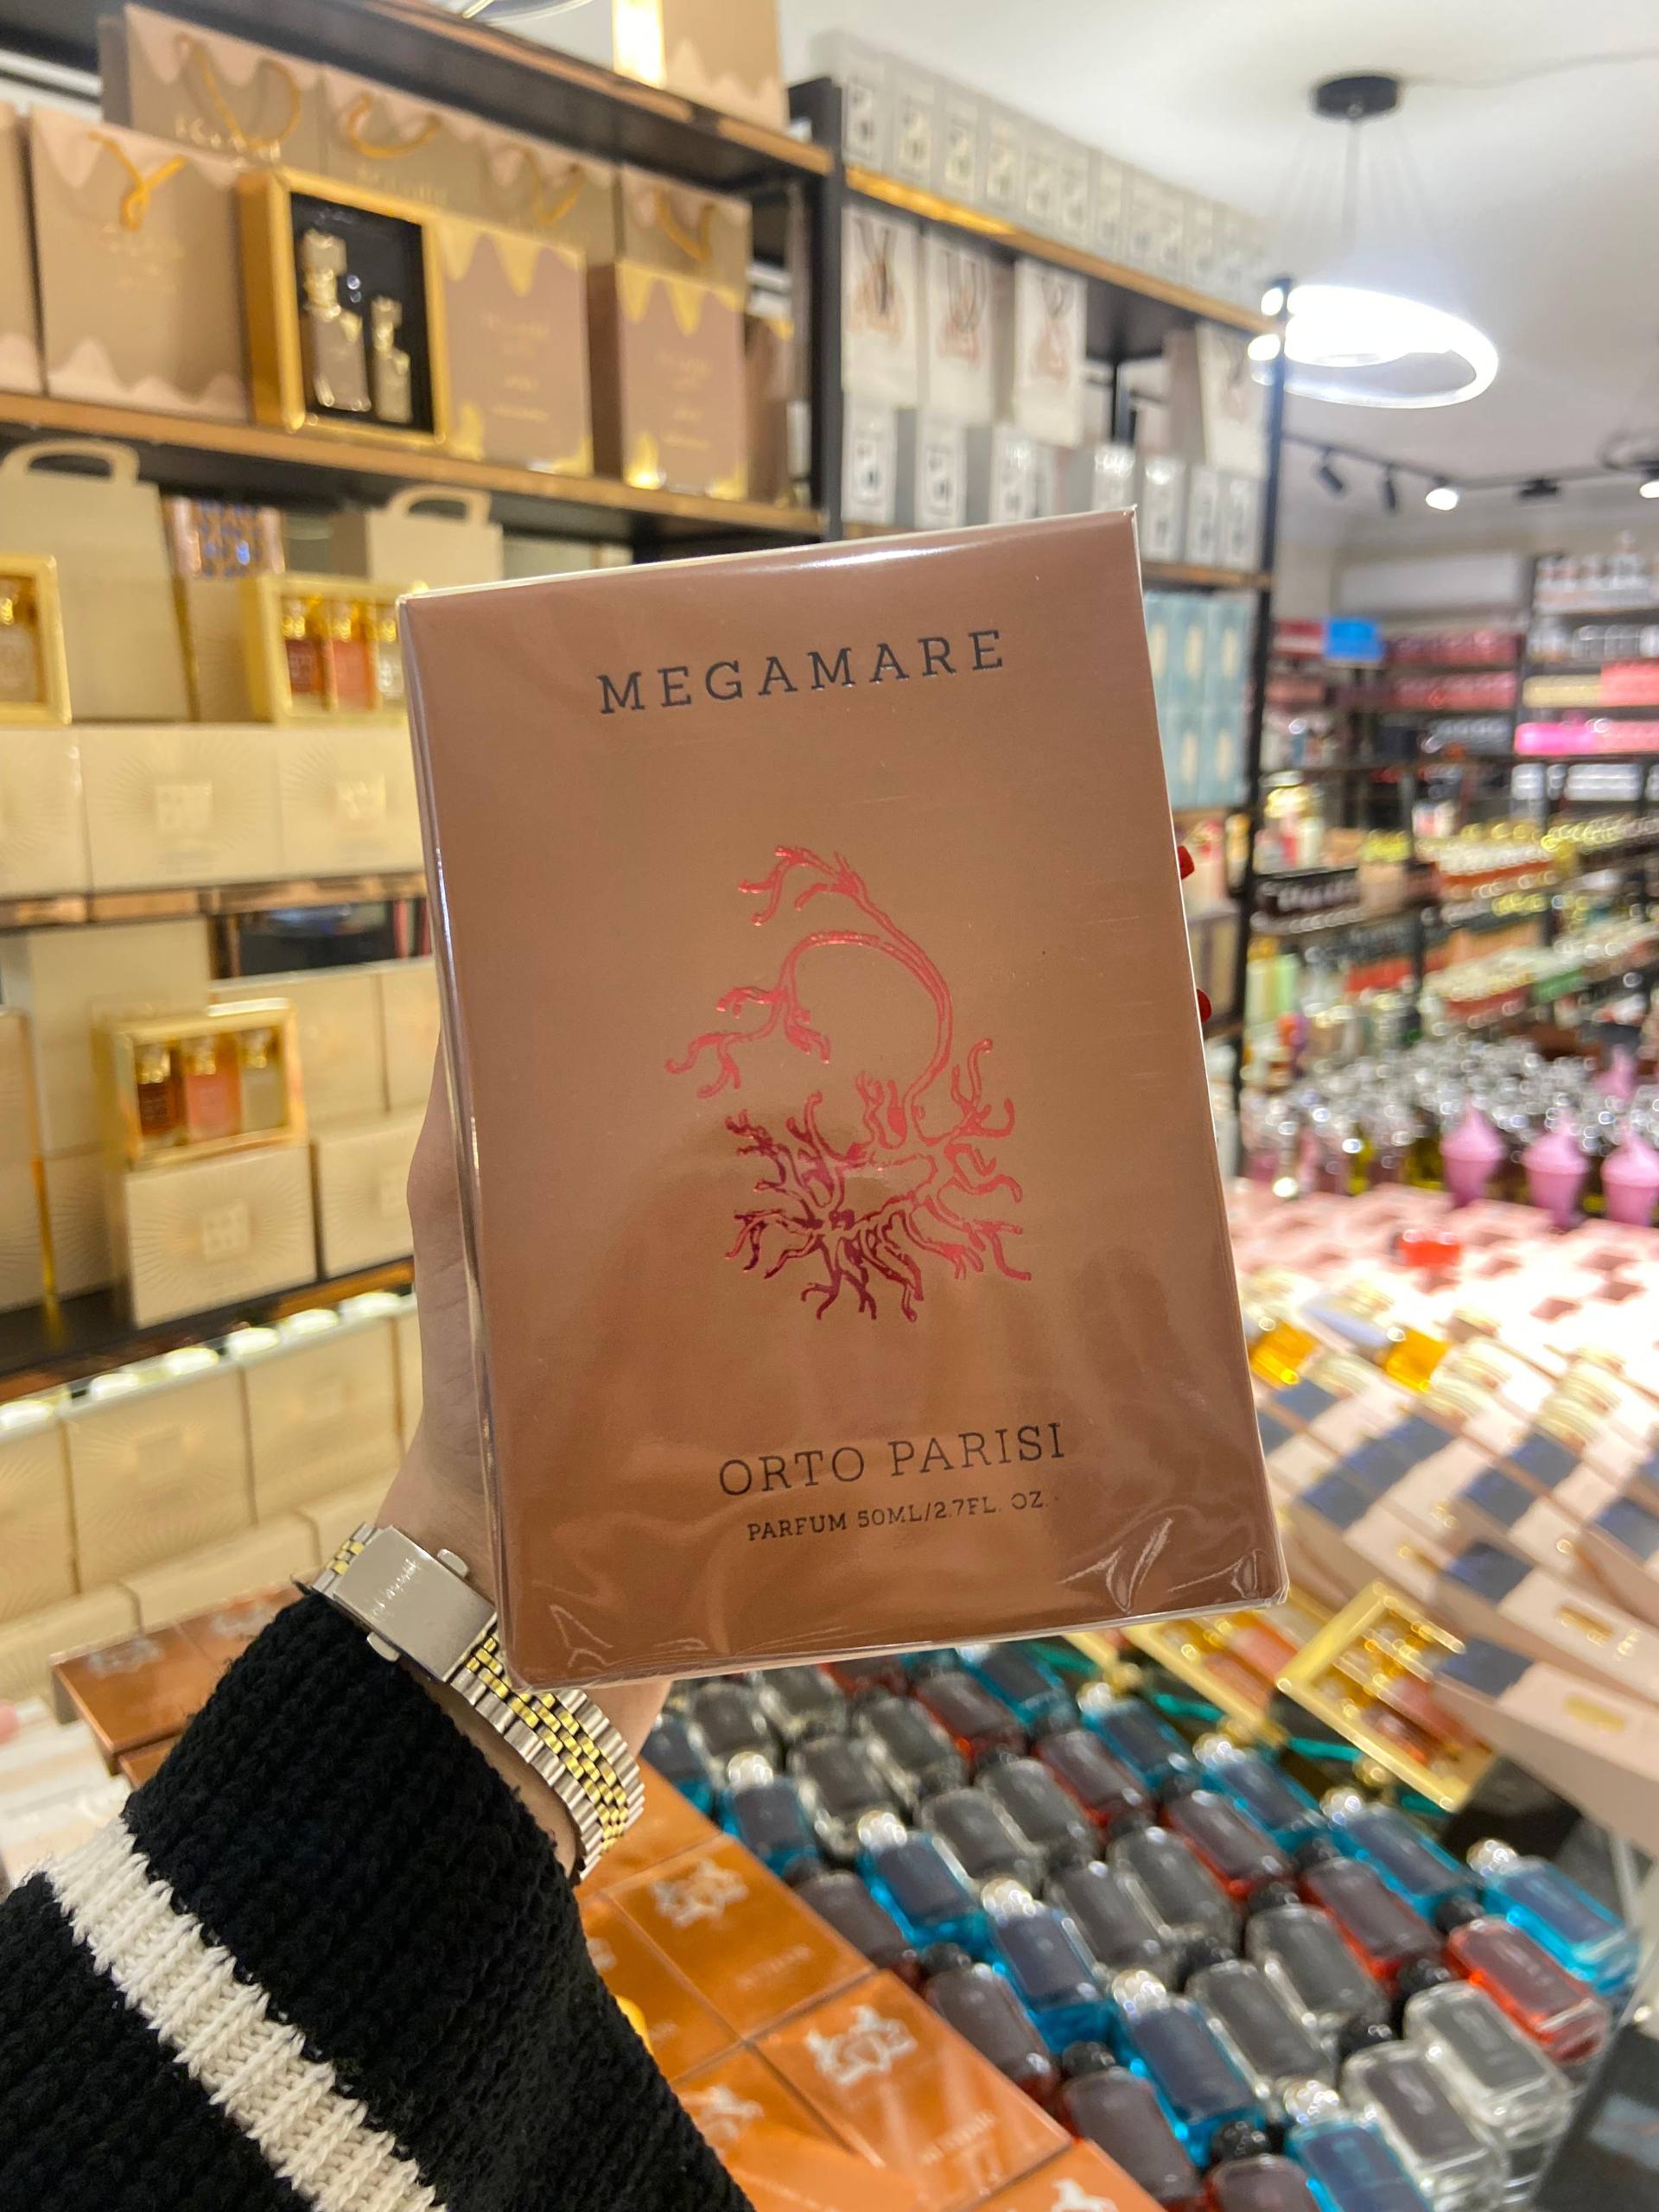 MEGAMARE
ORTO PARISI
PARFUM 50ML/2.7FL. OZ.